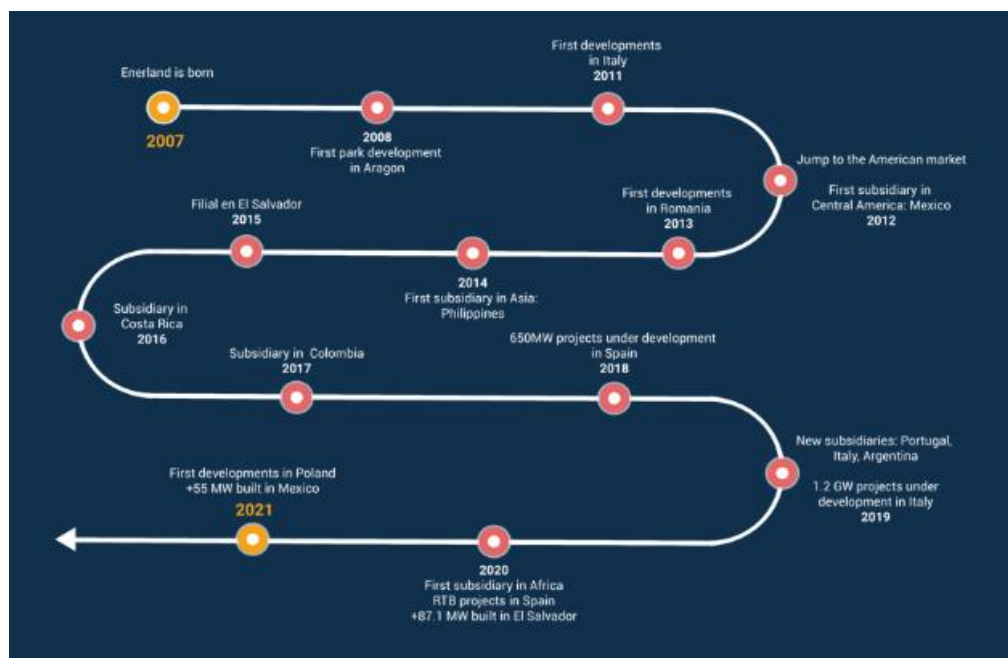 Enerland is born
2007
2008
First park development
in Aragon
First developments
in Italy
2011
Jump to the American market
First subsidiary in
Central America: Mexico
2012
First developments
in Romania
2013
2014
First subsidiary in Asia:
Philippines
Filial en El Salvador
2015
Subsidiary in
Costa Rica
2016
Subsidiary in Colombia
2017
650MW projects under development
in Spain
2018
New subsidiaries: Portugal,
Italy, Argentina
1.2 GW projects under
development in Italy
2019
2020
First subsidiary in Africa
RTB projects in Spain
+87.1 MW built in El Salvador
First developments in Poland
+55 MW built in Mexico
2021